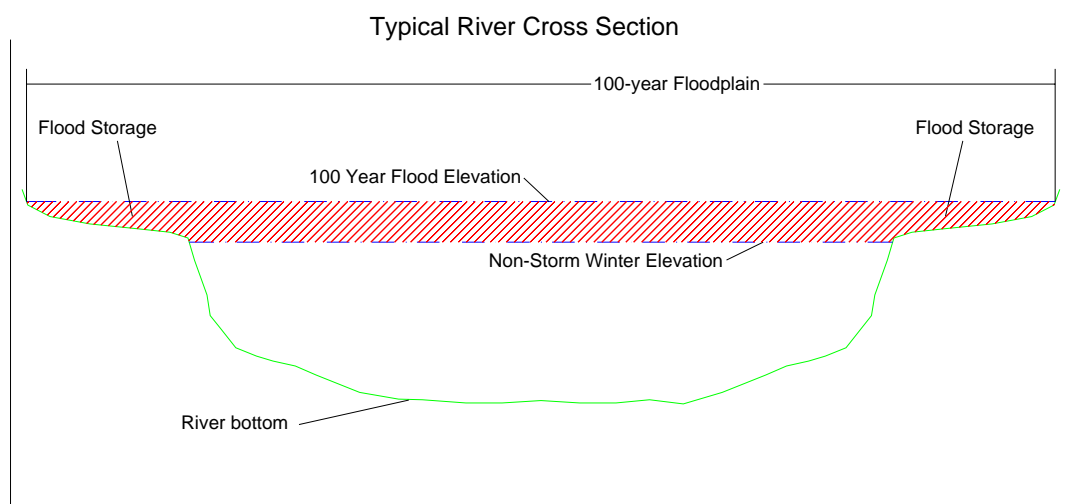 Typical River Cross Section
100-year Floodplain
Flood Storage
Flood Storage
100 Year Flood Elevation
Non-Storm Winter Elevation
River bottom